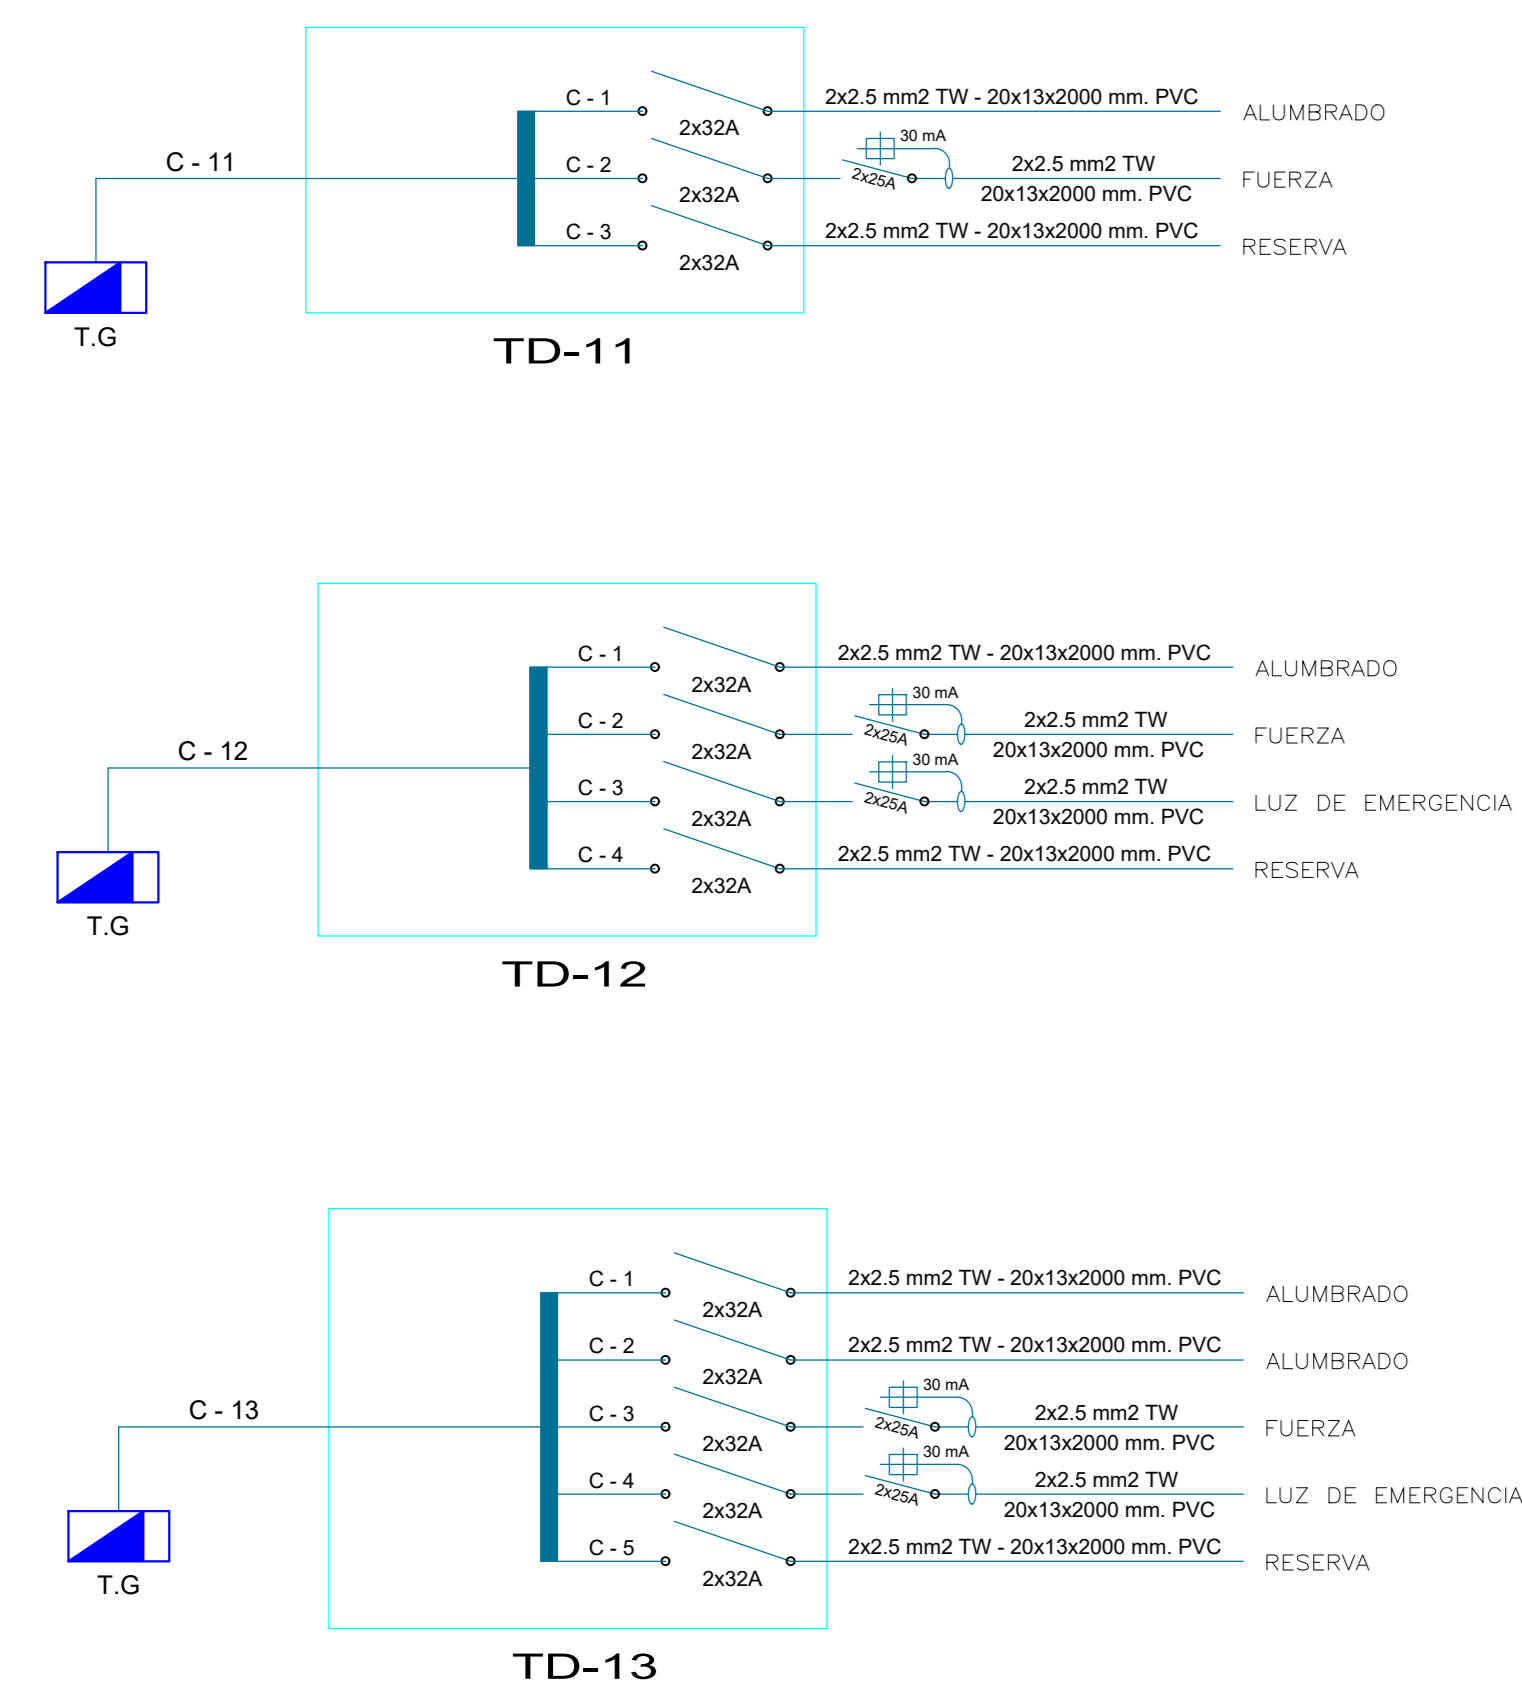 C - 1
2x32A
2x2.5 mm2 TW - 20x13x2000 mm. PVC
ALUMBRADO
C - 11
C - 2
2x32A
30 mA
2x25A
2x2.5 mm2 TW
20x13x2000 mm. PVC
FUERZA
C - 3
2x32A
2x2.5 mm2 TW - 20x13x2000 mm. PVC
RESERVA
T.G
TD-11
C - 1
2x32A
2x2.5 mm2 TW - 20x13x2000 mm. PVC
ALUMBRADO
C - 2
2x32A
30 mA
2x25A
2x2.5 mm2 TW
20x13x2000 mm. PVC
FUERZA
C - 12
C - 3
2x32A
30 mA
2x25A
2x2.5 mm2 TW
20x13x2000 mm. PVC
LUZ DE EMERGENCIA
C - 4
2x32A
2x2.5 mm2 TW - 20x13x2000 mm. PVC
RESERVA
T.G
TD-12
C - 1
2x32A
2x2.5 mm2 TW - 20x13x2000 mm. PVC
ALUMBRADO
C - 2
2x32A
2x2.5 mm2 TW - 20x13x2000 mm. PVC
ALUMBRADO
C - 13
C - 3
2x32A
30 mA
2x25A
2x2.5 mm2 TW
20x13x2000 mm. PVC
FUERZA
C - 4
2x32A
30 mA
2x25A
2x2.5 mm2 TW
20x13x2000 mm. PVC
LUZ DE EMERGENCIA
C - 5
2x32A
2x2.5 mm2 TW - 20x13x2000 mm. PVC
RESERVA
T.G
TD-13